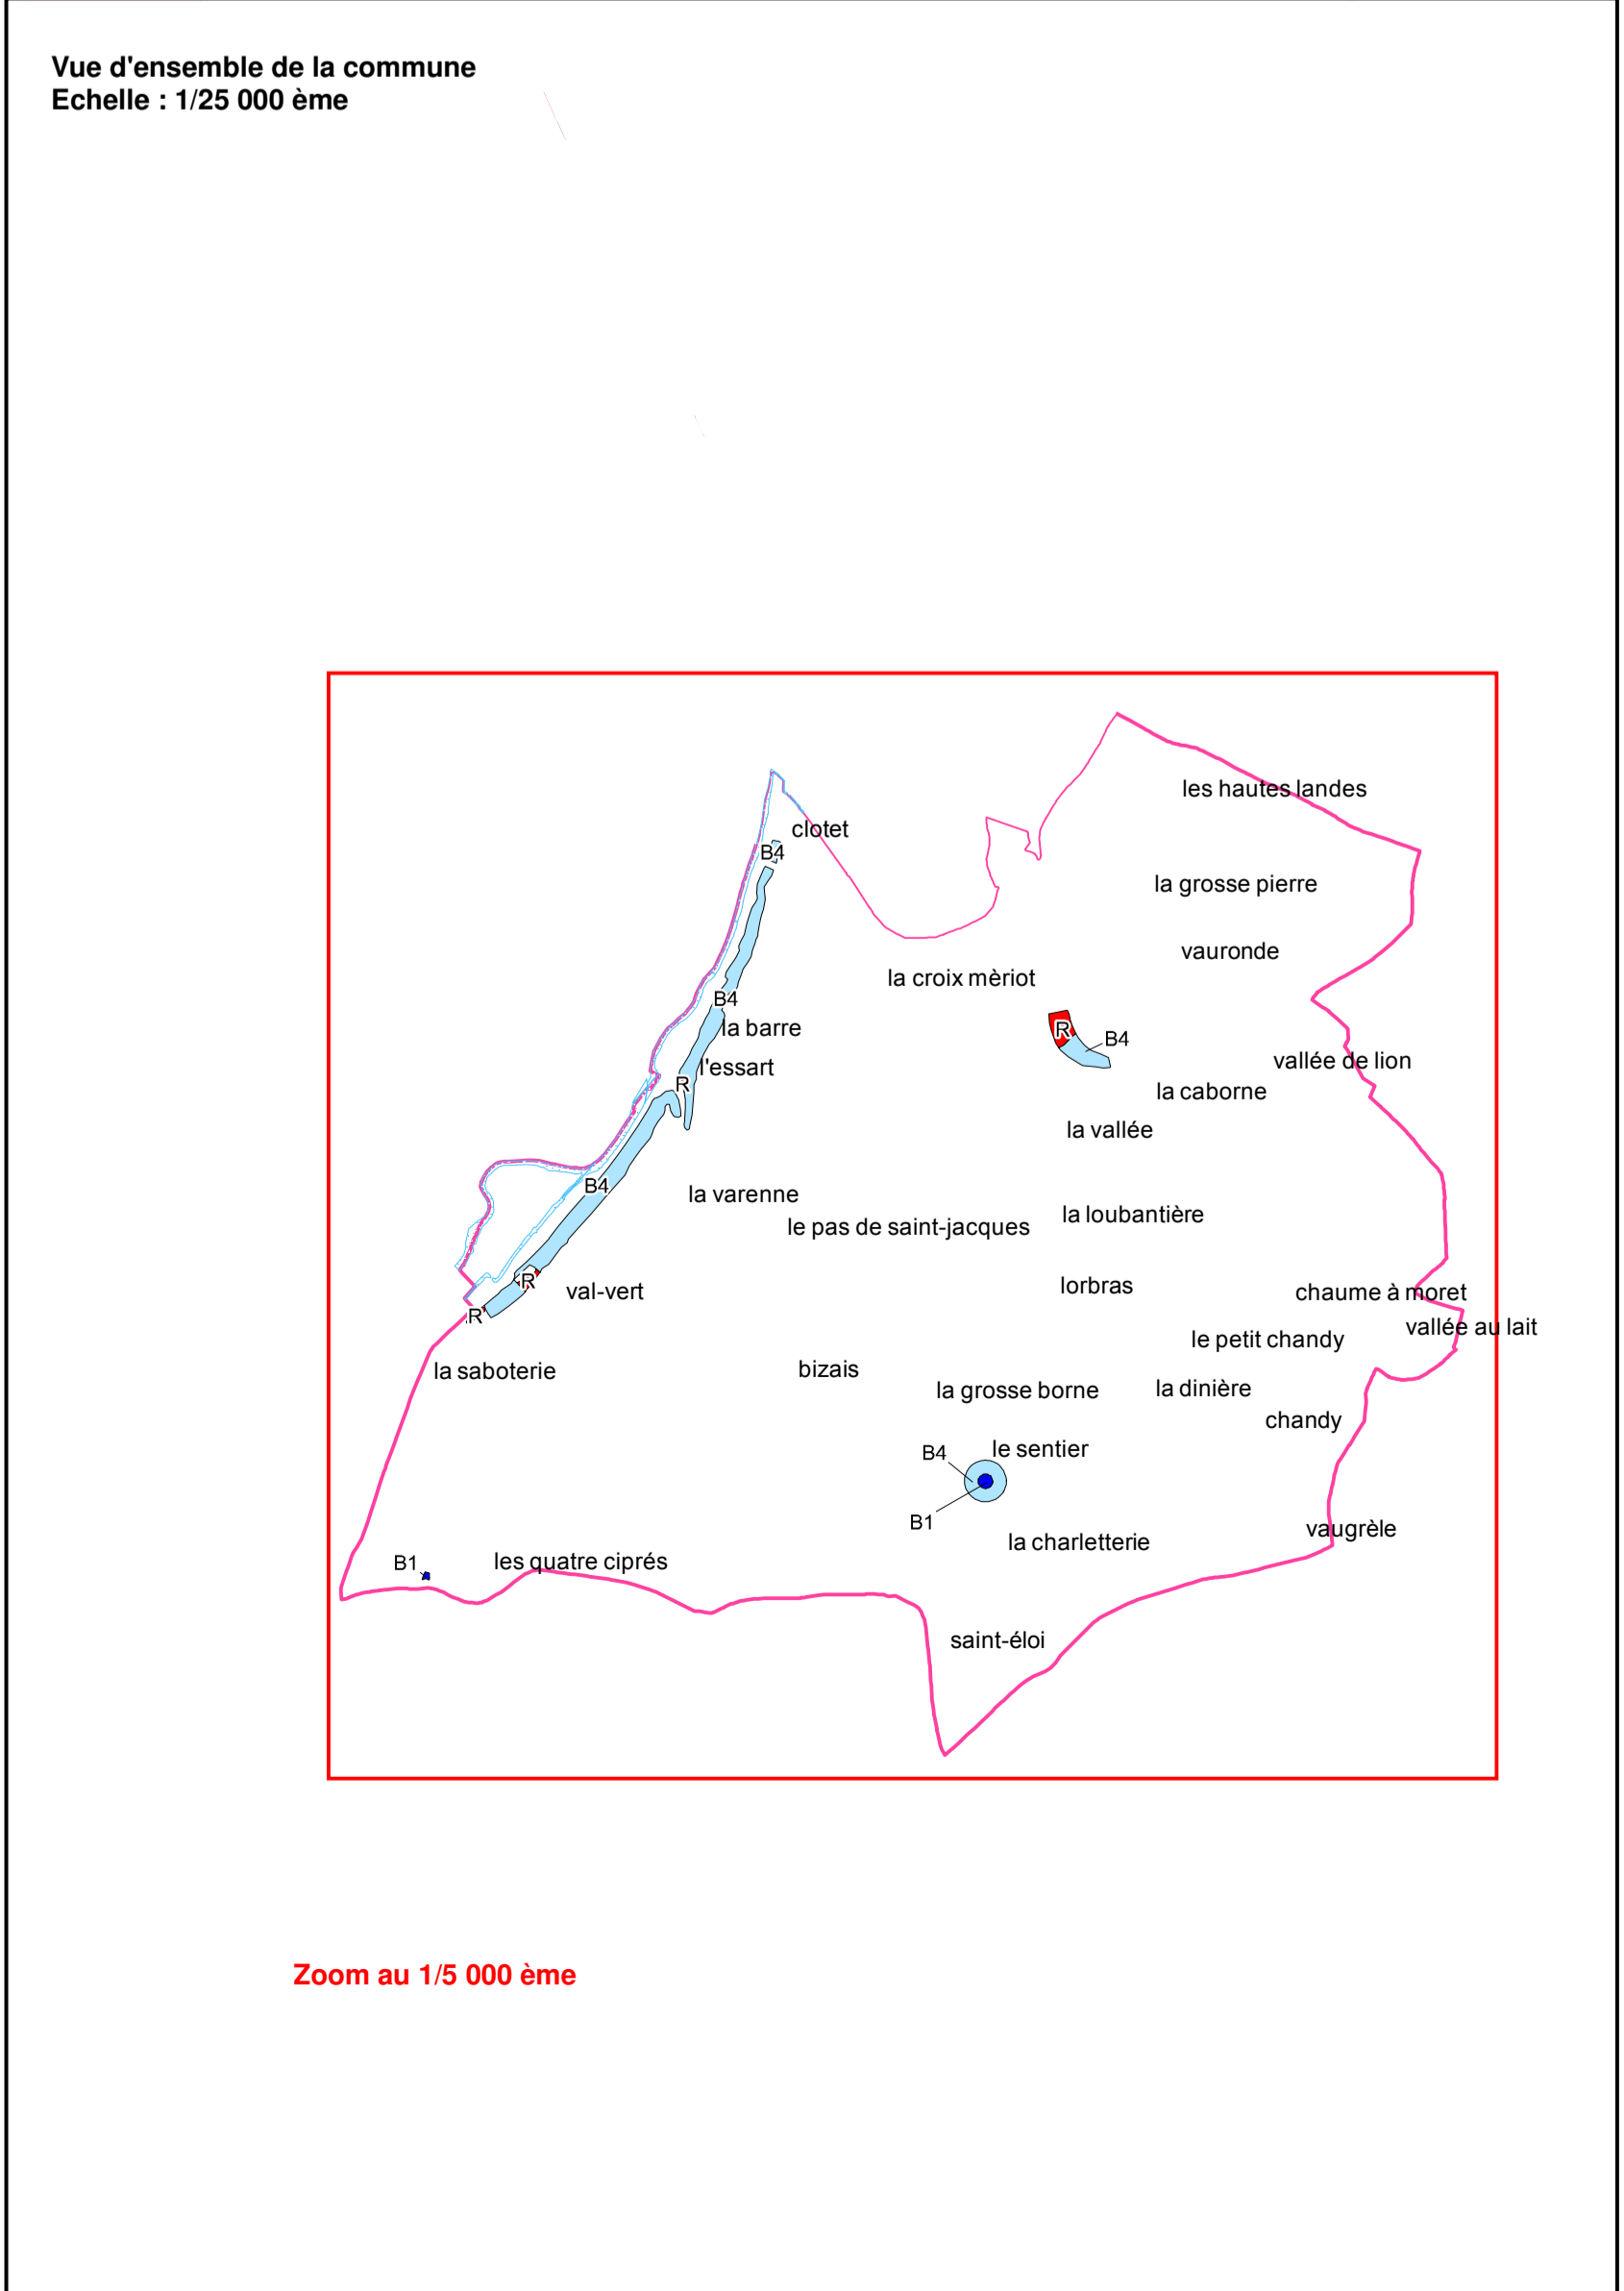 Vue d'ensemble de la commune
Echelle : 1/25 000 ème
les hautes landes
clotet
B4
la grosse pierre
vauronde
la croix mèriot
B4
la barre
R
B4
l'essart
vallée de lion
R
la caborne
la vallée
B4
la varenne
le pas de saint-jacques
la loubantière
R
val-vert
lorbras
chaume à moret
R
vallée au lait
le petit chandy
la saboterie
bizais
la grosse borne
la dinière
chandy
B4
le sentier
B1
vaugrèle
la charletterie
B1
les quatre ciprés
saint-éloi
Zoom au 1/5 000 ème